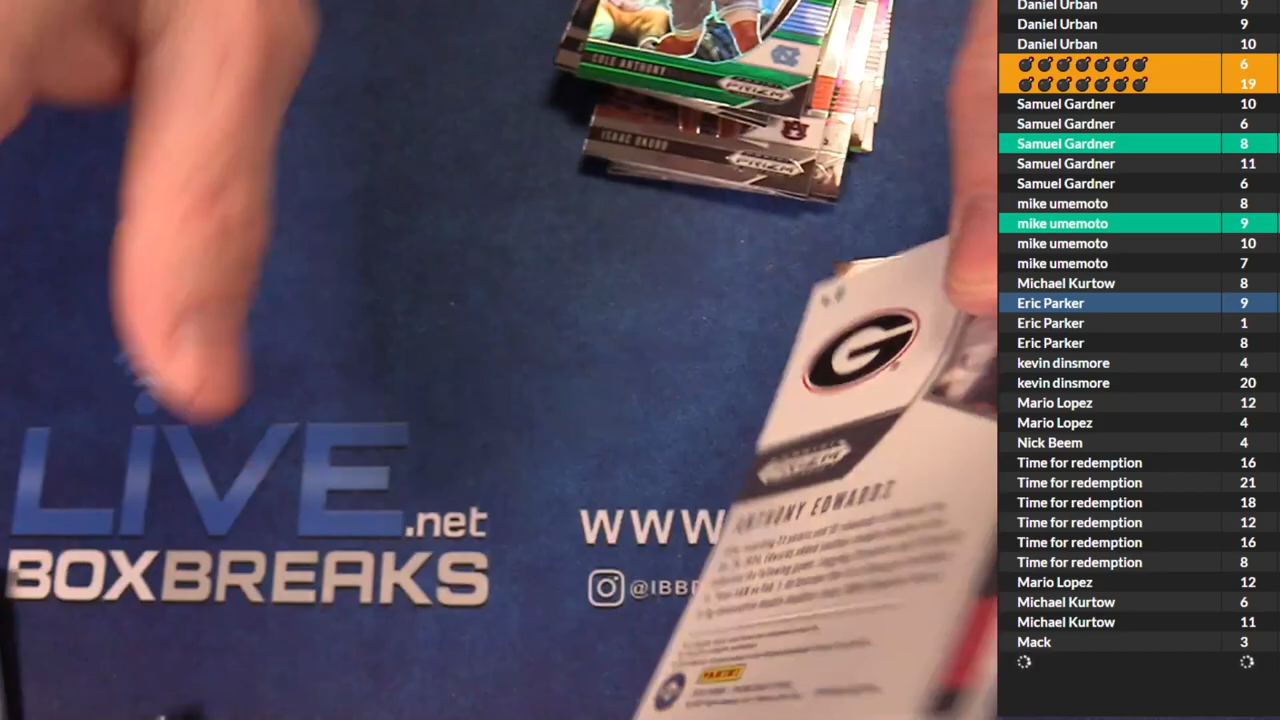 COLE ANTHONY
PRIZM
ISAAC OKORO
PRIZM
G
PRIZM
ANTHONY EDWARDS
PANINI
LiVE.net
BOXBREAKS
WWW
@IBB
Daniel Urban 9
Daniel Urban 9
Daniel Urban 10
6
19
Samuel Gardner 10
Samuel Gardner 6
Samuel Gardner 8
Samuel Gardner 11
Samuel Gardner 6
mike umemoto 8
mike umemoto 9
mike umemoto 10
mike umemoto 7
Michael Kurtow 8
Eric Parker 9
Eric Parker 1
Eric Parker 8
kevin dinsmore 4
kevin dinsmore 20
Mario Lopez 12
Mario Lopez 4
Nick Beem 4
Time for redemption 16
Time for redemption 21
Time for redemption 18
Time for redemption 12
Time for redemption 16
Time for redemption 8
Mario Lopez 12
Michael Kurtow 6
Michael Kurtow 11
Mack 3